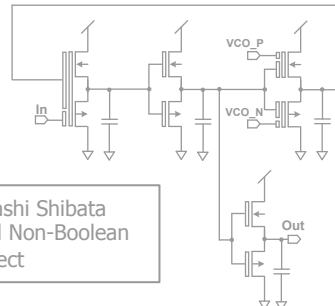 VCO_P
In
VCO_N
Out
ashi Shibata
Non-Boolean
ect